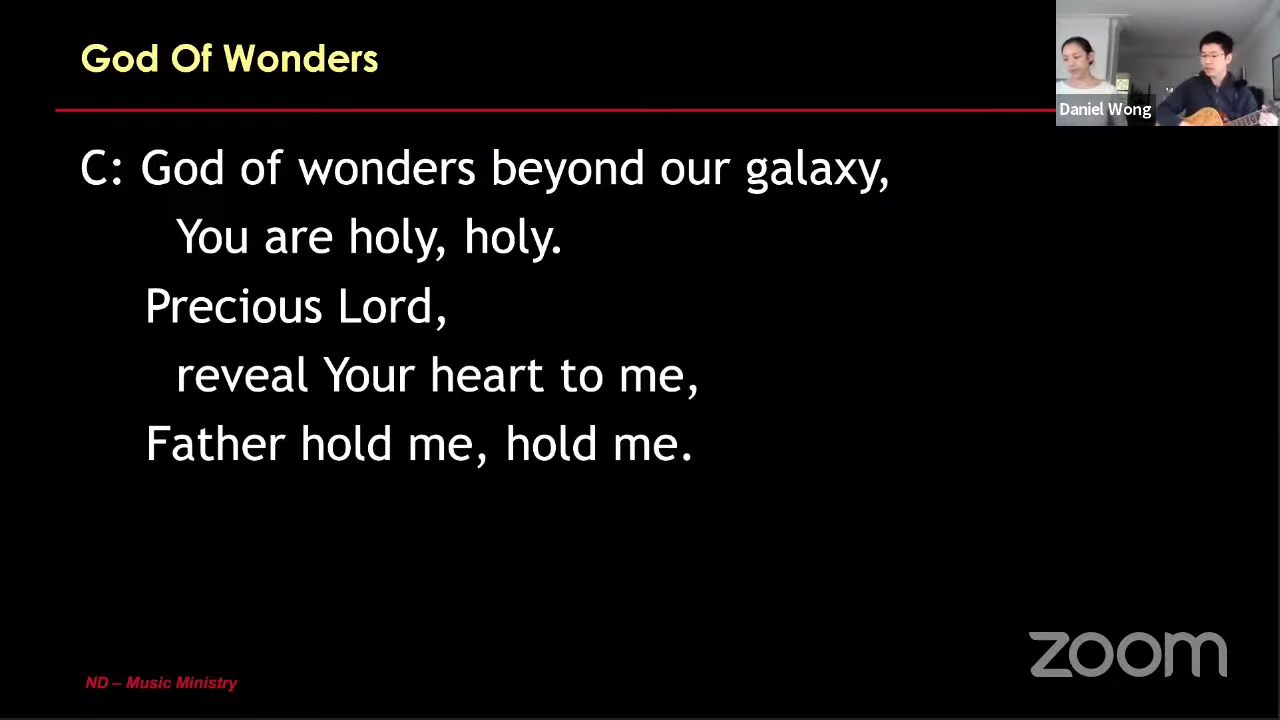 God Of Wonders
Daniel Wong
C: God of wonders beyond our galaxy,
You are holy, holy.
Precious Lord,
reveal Your heart to me,
Father hold me, hold me.
zoom
ND – Music Ministry